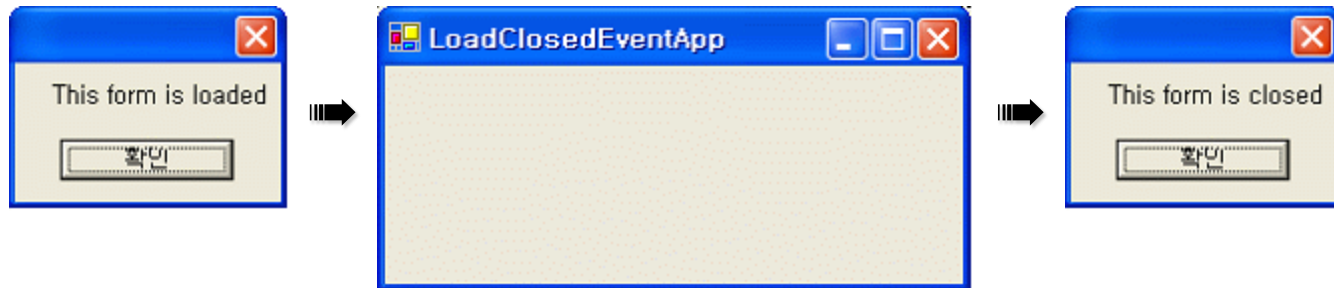 This form is loaded
확인
LoadClosedEventApp
This form is closed
확인